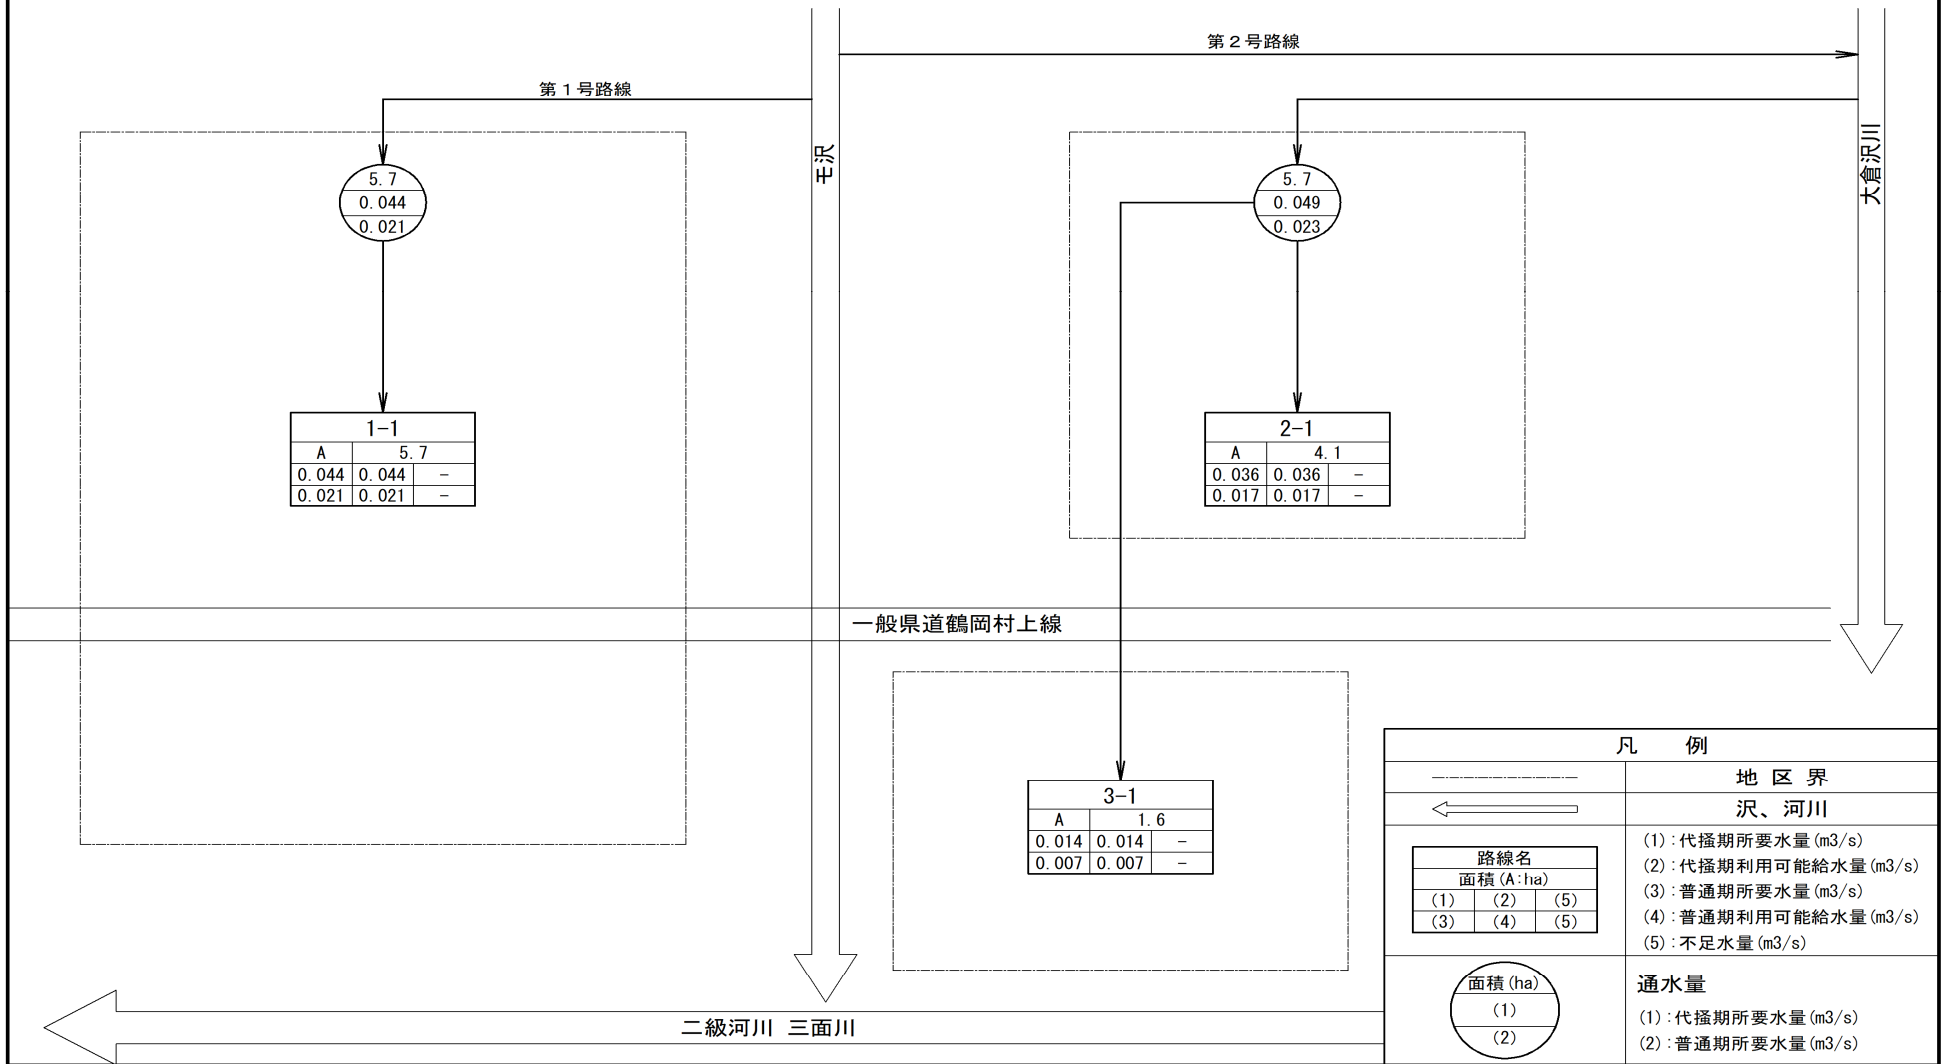 第２号路線
第１号路線
モ沢
大倉沢川
5.7
0.044
0.021
5.7
0.049
0.023
1-1
A 5.7
0.044 0.044 -
0.021 0.021 -
2-1
A 4.1
0.036 0.036 -
0.017 0.017 -
一般県道鶴岡村上線
3-1
A 1.6
0.014 0.014 -
0.007 0.007 -
二級河川 三面川
凡 例
地 区 界
沢、河川
路線名
面積(A:ha)
(1) (2) (5)
(3) (4) (5)
(1):代掻期所要水量(m3/s)
(2):代掻期利用可能給水量(m3/s)
(3):普通期所要水量(m3/s)
(4):普通期利用可能給水量(m3/s)
(5):不足水量(m3/s)
面積(ha)
(1)
(2)
通水量
(1):代掻期所要水量(m3/s)
(2):普通期所要水量(m3/s)